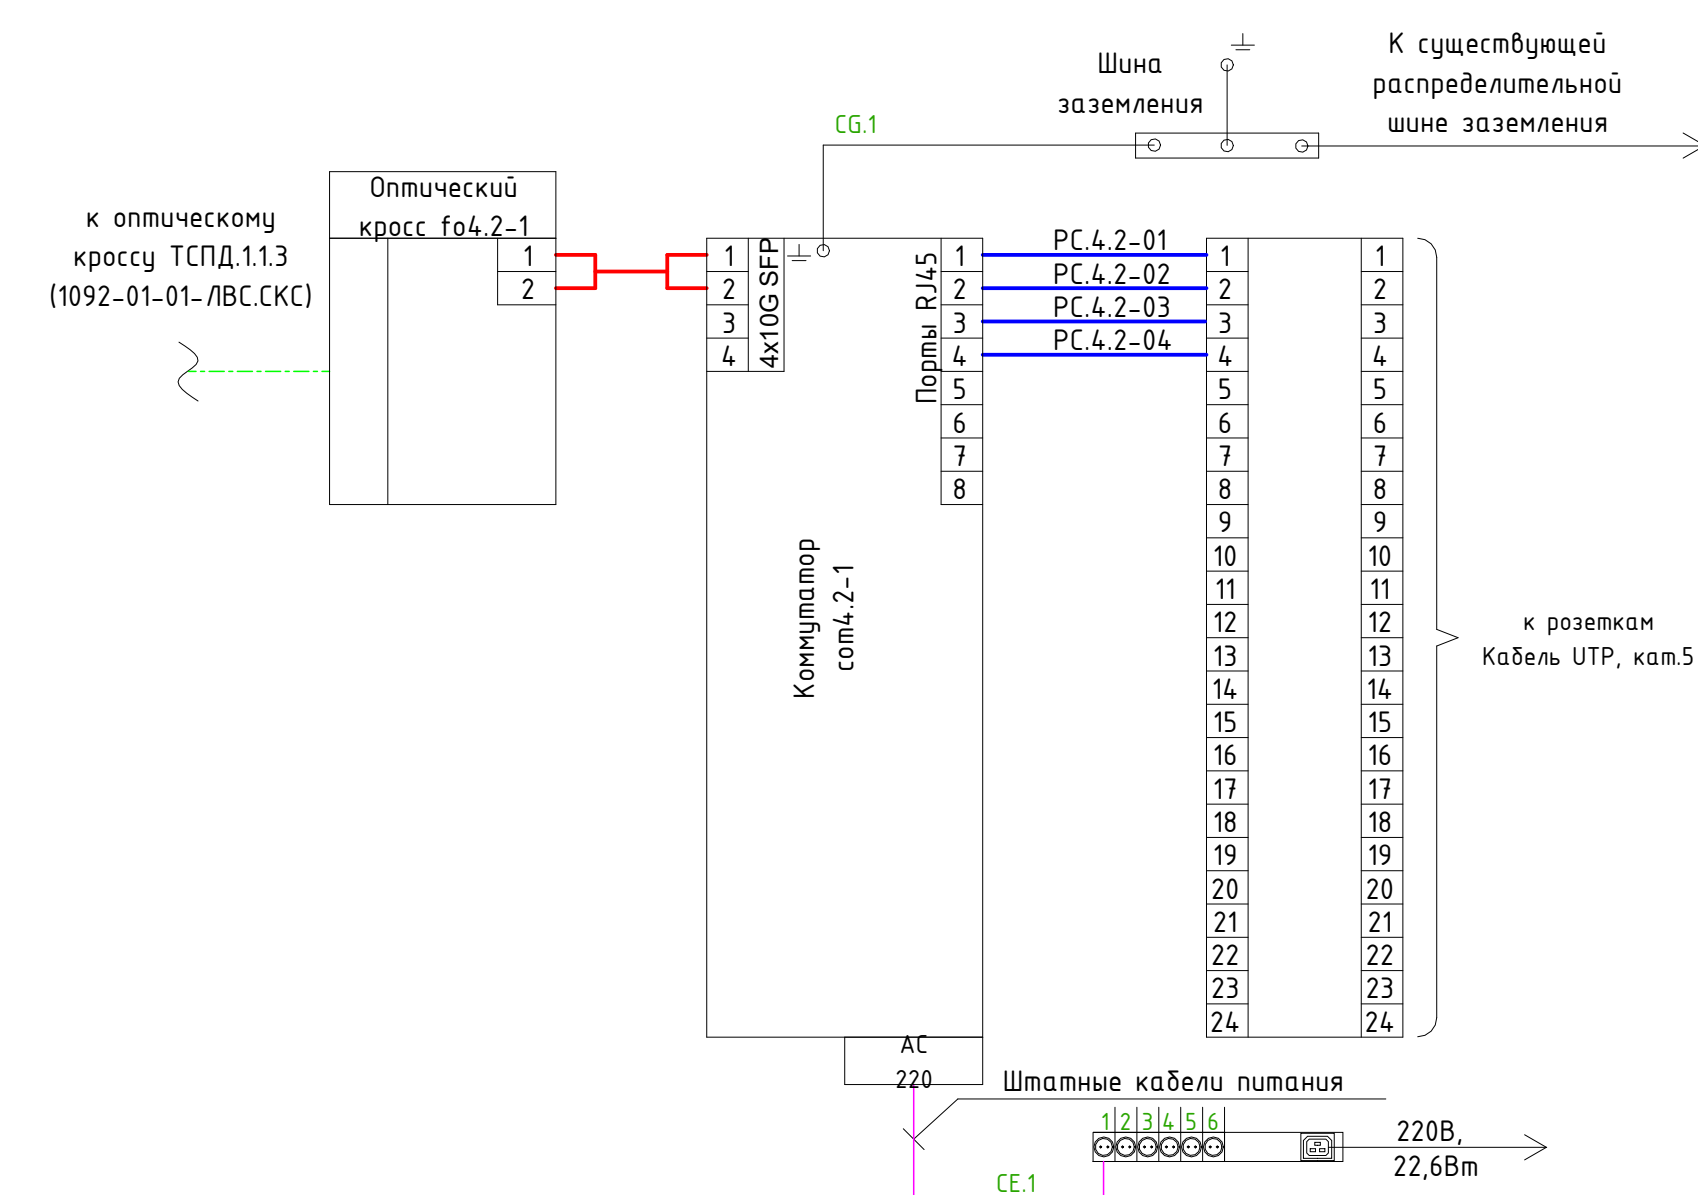 К существующей
распределительной
шине заземления
Шина
заземления
CG.1
Оптический
кросс fo4.2-1
к оптическому
кроссу ТСПД.1.1.3
(1092-01-01-ЛВС.СКС)
1
2
1
2
3
4
4x10G SFP
Порты RJ45
1
2
3
4
5
6
7
8
PC.4.2-01
PC.4.2-02
PC.4.2-03
PC.4.2-04
1
2
3
4
5
6
7
8
9
10
11
12
13
14
15
16
17
18
19
20
21
22
23
24
1
2
3
4
5
6
7
8
9
10
11
12
13
14
15
16
17
18
19
20
21
22
23
24
Коммутатор
com4.2-1
к розеткам
Кабель UTP, кат.5
AC
220
Штатные кабели питания
1 2 3 4 5 6
220В,
22,6Вт
CE.1